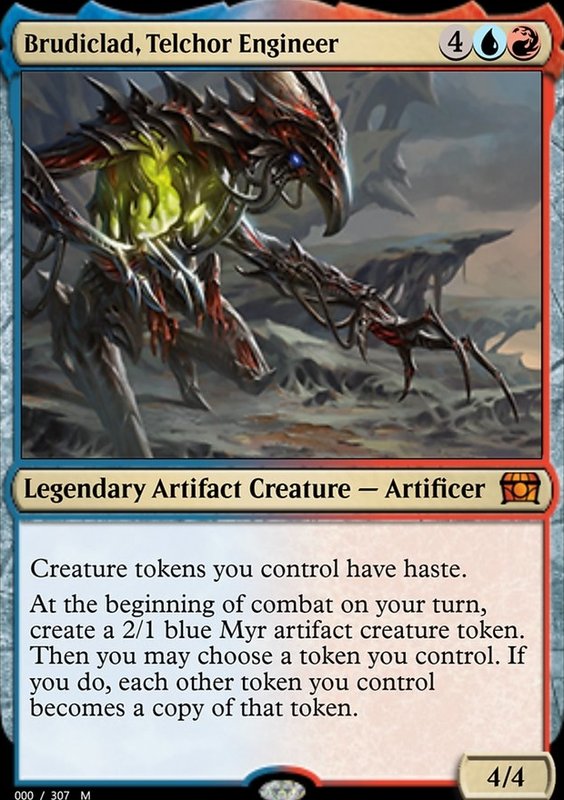 Brudiclad, Telchor Engineer 4
Legendary Artifact Creature — Artificer
Creature tokens you control have haste.
At the beginning of combat on your turn,
create a 2/1 blue Myr artifact creature token.
Then you may choose a token you control. If
you do, each other token you control
becomes a copy of that token.
4/4
000 / 307 M